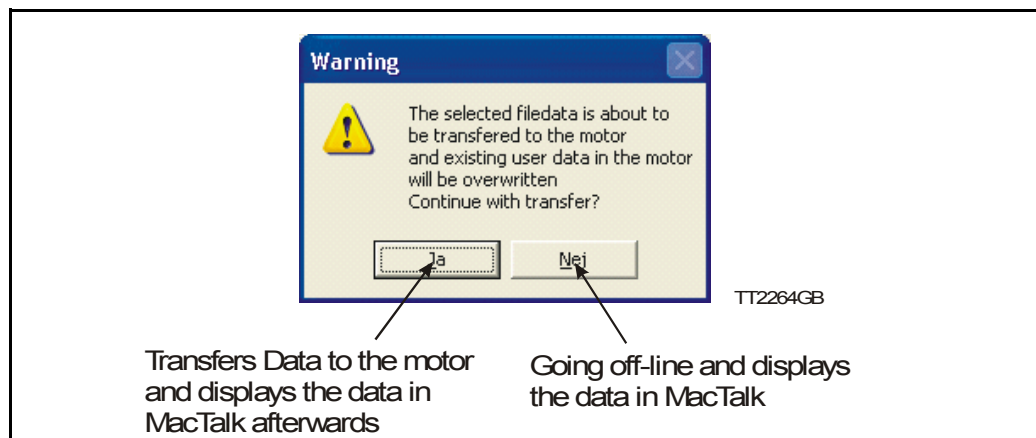 Warning
The selected filedata is about to
be transfered to the motor
and existing user data in the motor
will be overwritten
Continue with transfer?
Ja
Nej
TT2264GB
Transfers Data to the motor
and displays the data in
MacTalk afterwards
Going off-line and displays
the data in MacTalk